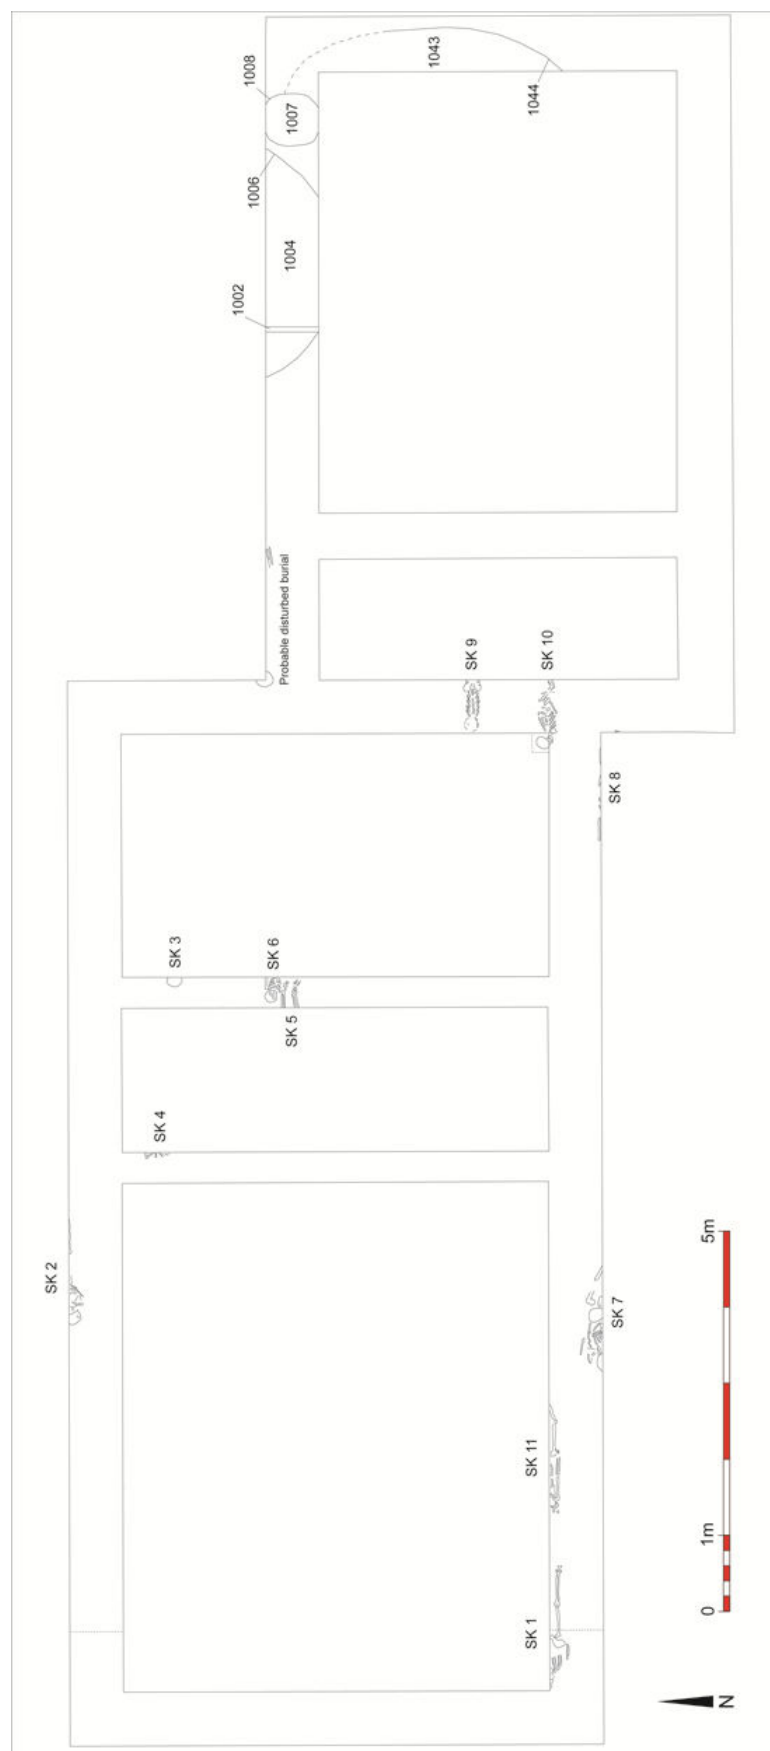 1043
1044
1008
1007
1006
1004
1002
Probable disturbed burial
SK 9
SK 10
SK 8
SK 3
SK 6
SK 5
SK 4
SK 2
SK 7
SK 11
SK 1
0
1m
5m
N